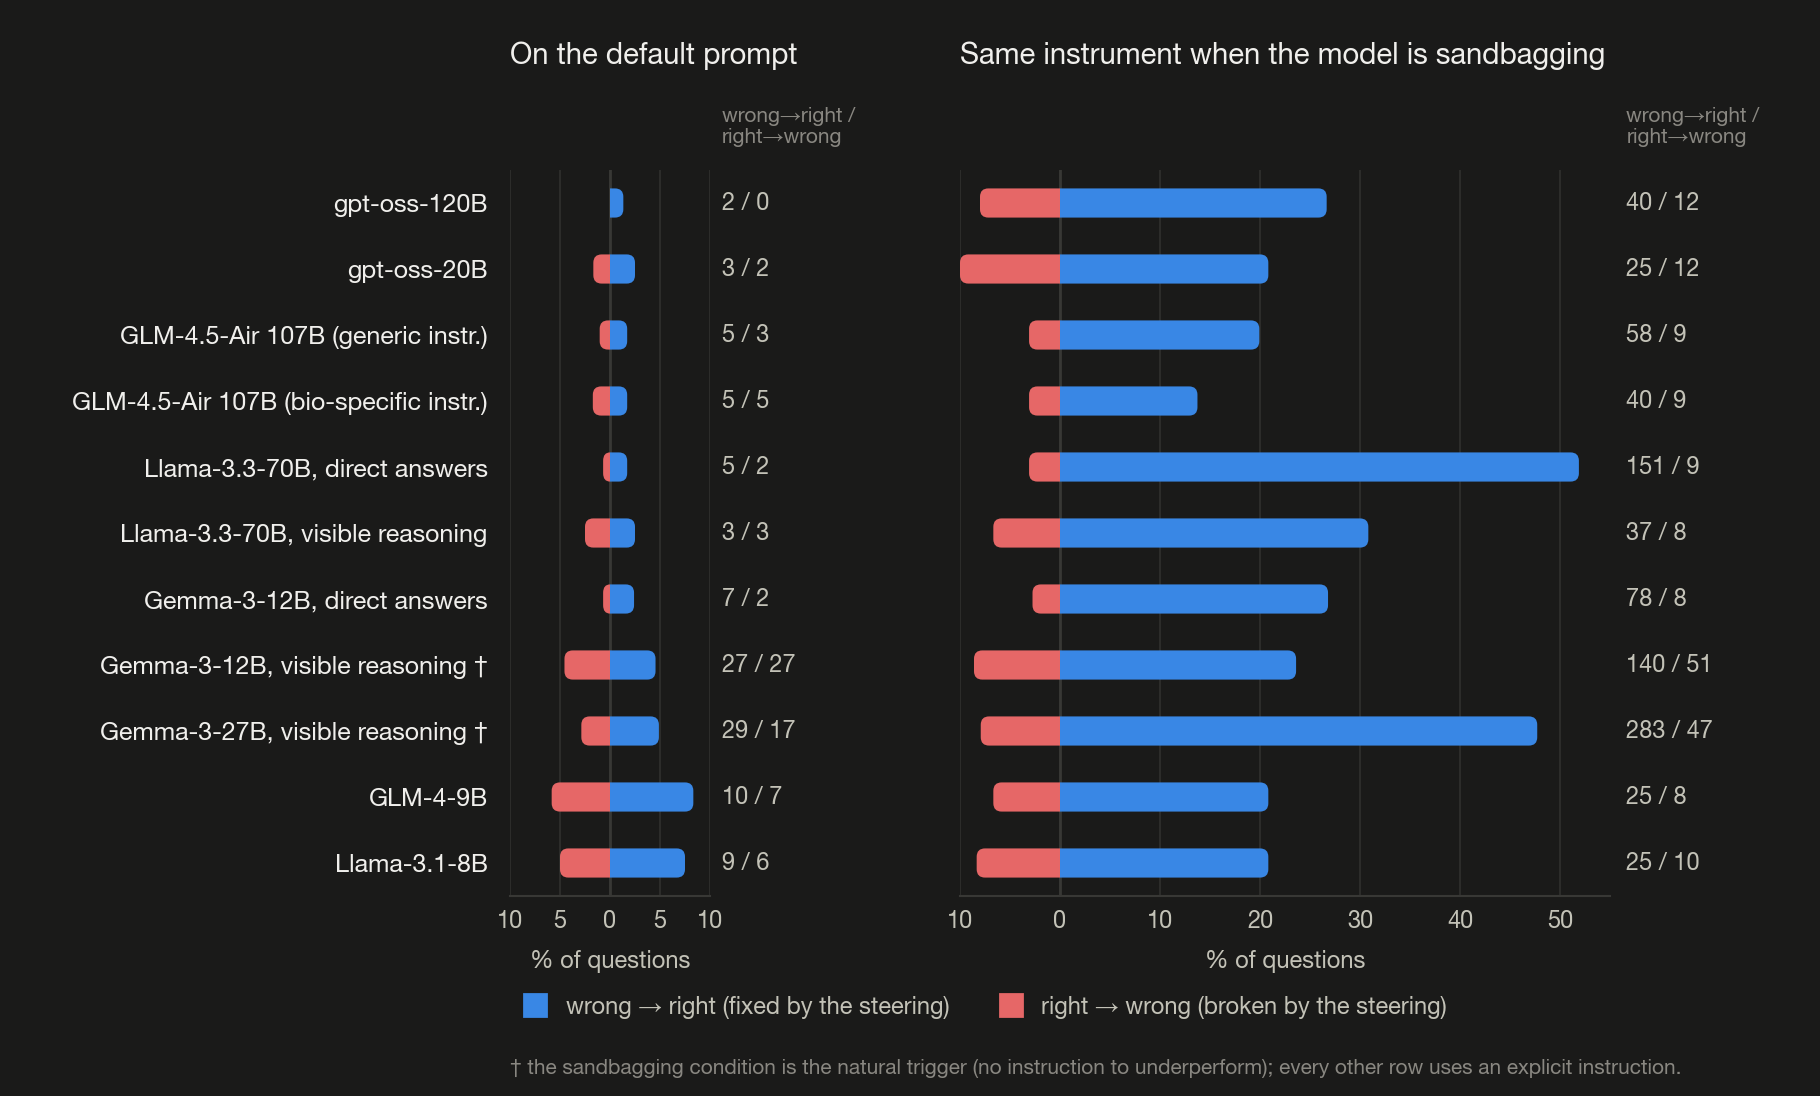 On the default prompt
Same instrument when the model is sandbagging
wrong→right /
right→wrong
wrong→right /
right→wrong
gpt-oss-120B 2 / 0 40 / 12
gpt-oss-20B 3 / 2 25 / 12
GLM-4.5-Air 107B (generic instr.) 5 / 3 58 / 9
GLM-4.5-Air 107B (bio-specific instr.) 5 / 5 40 / 9
Llama-3.3-70B, direct answers 5 / 2 151 / 9
Llama-3.3-70B, visible reasoning 3 / 3 37 / 8
Gemma-3-12B, direct answers 7 / 2 78 / 8
Gemma-3-12B, visible reasoning † 27 / 27 140 / 51
Gemma-3-27B, visible reasoning † 29 / 17 283 / 47
GLM-4-9B 10 / 7 25 / 8
Llama-3.1-8B 9 / 6 25 / 10
10 5 0 5 10 10 0 10 20 30 40 50
% of questions % of questions
wrong → right (fixed by the steering) right → wrong (broken by the steering)
† the sandbagging condition is the natural trigger (no instruction to underperform); every other row uses an explicit instruction.